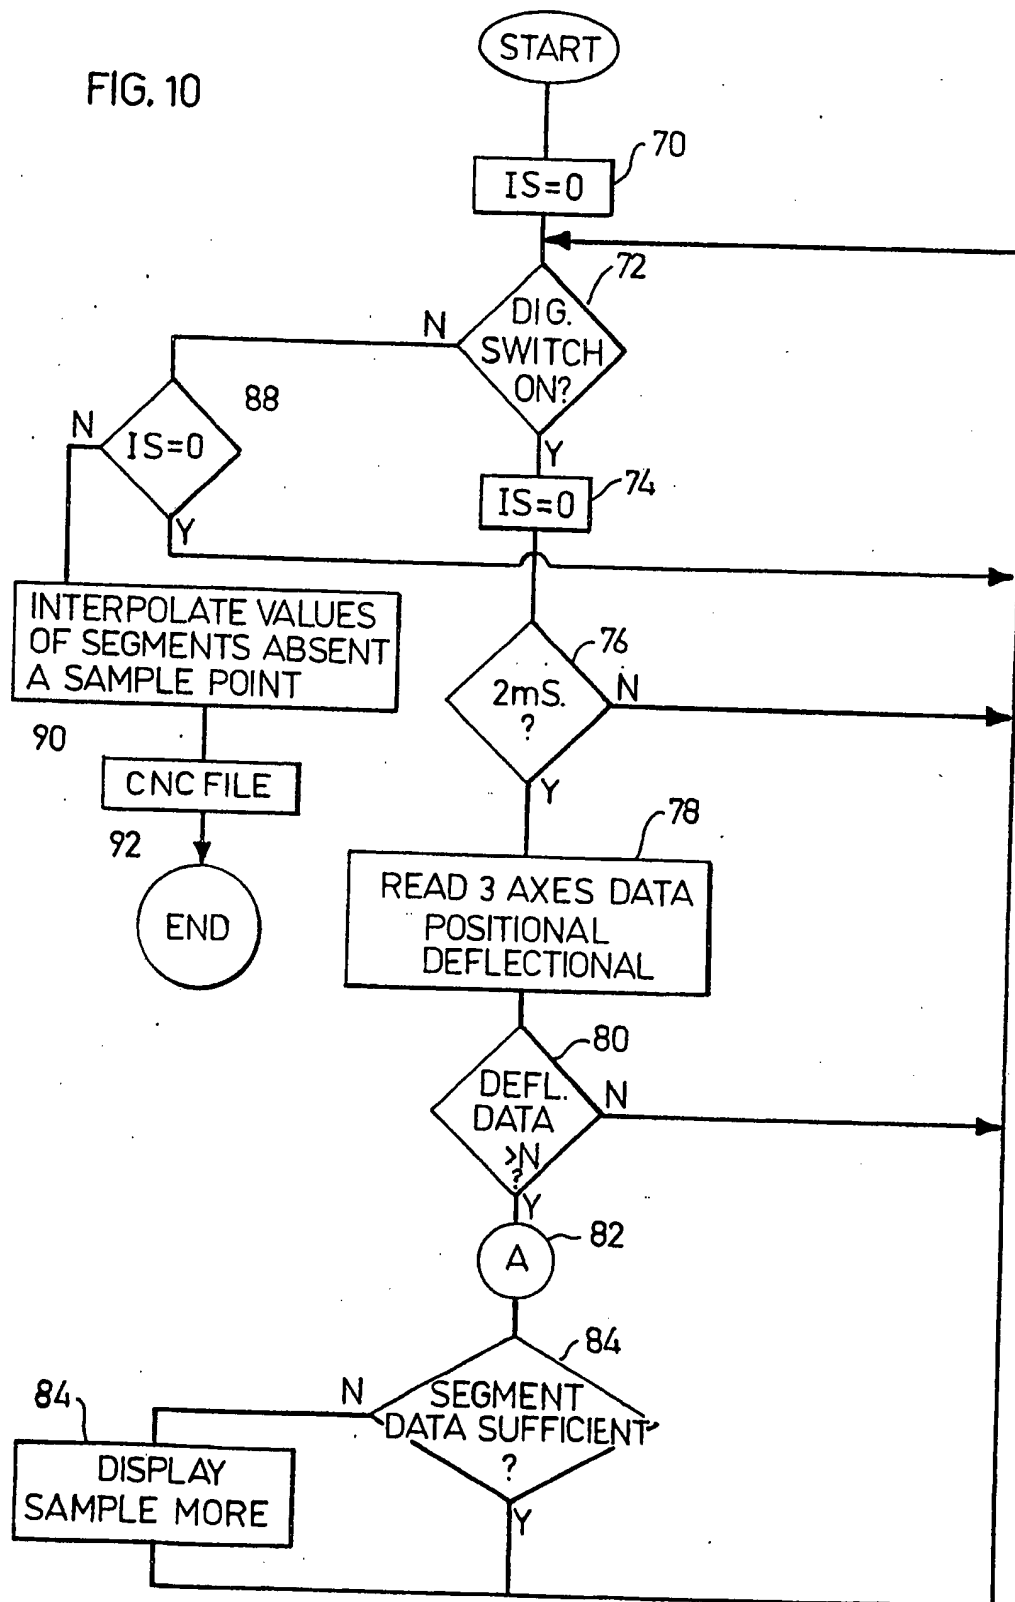 START
FIG. 10
70
IS=0
72
DIG.
SWITCH
ON?
N
88
N
IS=0
Y
Y
74
IS=0
INTERPOLATE VALUES
OF SEGMENTS ABSENT
A SAMPLE POINT
76
2mS.
?
N
Y
90
CNC FILE
92
END
78
READ 3 AXES DATA
POSITIONAL
DEFLECTIONAL
80
DEFL.
DATA
>N
?
N
Y
82
A
84
SEGMENT
DATA SUFFICIENT
?
N
Y
84
DISPLAY
SAMPLE MORE